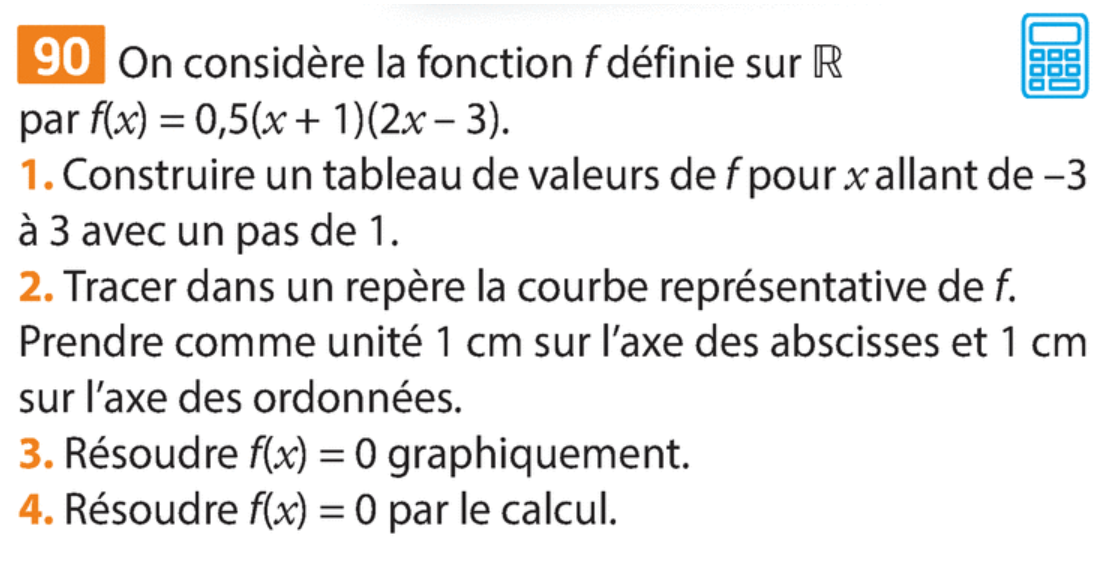 90 On considère la fonction f définie sur ℝ
par f(x) = 0,5(x + 1)(2x – 3).
1. Construire un tableau de valeurs de f pour x allant de –3
à 3 avec un pas de 1.
2. Tracer dans un repère la courbe représentative de f.
Prendre comme unité 1 cm sur l’axe des abscisses et 1 cm
sur l’axe des ordonnées.
3. Résoudre f(x) = 0 graphiquement.
4. Résoudre f(x) = 0 par le calcul.